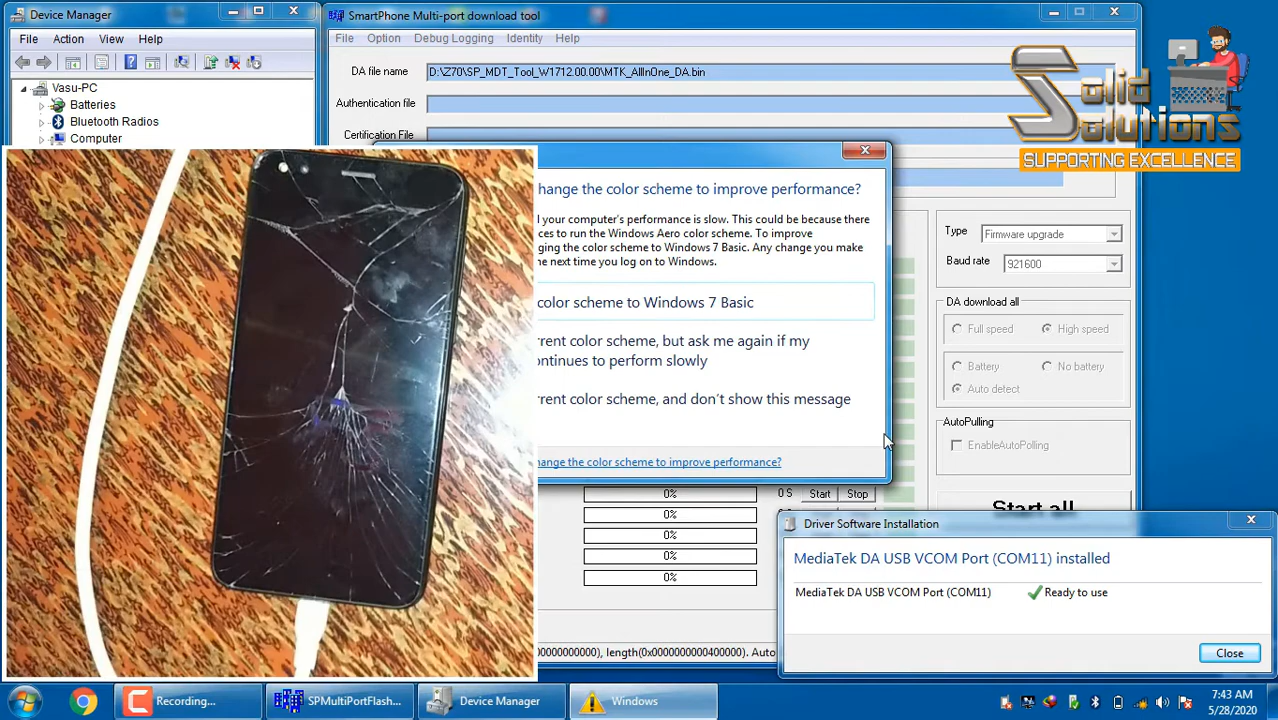 Device Manager
File Action View Help
Vasu-PC
Batteries
Bluetooth Radios
Computer
SmartPhone Multi-port download tool
File Option Debug Logging Identity Help
DA file name D:\Z70\SP_MDT_Tool_W1712.00.00\MTK_AllInOne_DA.bin
Authentication file
Certification File
Solid
Solutions
SUPPORTING EXCELLENCE
hange the color scheme to improve performance?
your computer's performance is slow. This could be because there
ces to run the Windows Aero color scheme. To improve
ging the color scheme to Windows 7 Basic. Any change you make
e next time you log on to Windows.
color scheme to Windows 7 Basic
rrent color scheme, but ask me again if my
ontinues to perform slowly
rrent color scheme, and don't show this message
hange the color scheme to improve performance?
Type Firmware upgrade
Baud rate 921600
DA download all
Full speed High speed
Battery No battery
Auto detect
AutoPolling
EnableAutoPolling
Start all
0% 0 S Start Stop
0%
0%
0%
0%
Driver Software Installation
MediaTek DA USB VCOM Port (COM11) installed
MediaTek DA USB VCOM Port (COM11) Ready to use
Close
0000000000), length(0x0000000000400000). Auto
Recording...
SPMultiPortFlash...
Device Manager
Windows
7:43 AM
5/28/2020